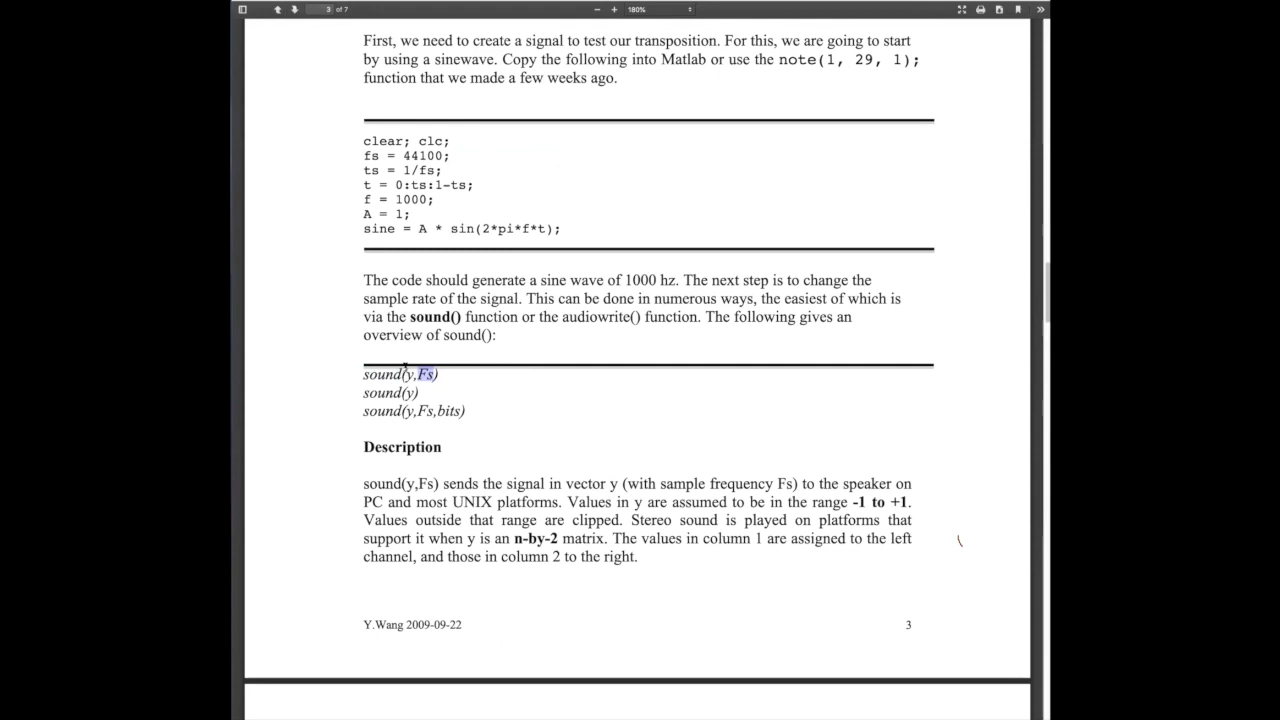 3 of 7
180%
First, we need to create a signal to test our transposition. For this, we are going to start
by using a sinewave. Copy the following into Matlab or use the note(1, 29, 1);
function that we made a few weeks ago.
clear; clc;
fs = 44100;
ts = 1/fs;
t = 0:ts:1-ts;
f = 1000;
A = 1;
sine = A * sin(2*pi*f*t);
The code should generate a sine wave of 1000 hz. The next step is to change the
sample rate of the signal. This can be done in numerous ways, the easiest of which is
via the sound() function or the audiowrite() function. The following gives an
overview of sound():
sound(y,Fs)
sound(y)
sound(y,Fs,bits)
Description
sound(y,Fs) sends the signal in vector y (with sample frequency Fs) to the speaker on
PC and most UNIX platforms. Values in y are assumed to be in the range -1 to +1.
Values outside that range are clipped. Stereo sound is played on platforms that
support it when y is an n-by-2 matrix. The values in column 1 are assigned to the left
channel, and those in column 2 to the right.
Y.Wang 2009-09-22 3